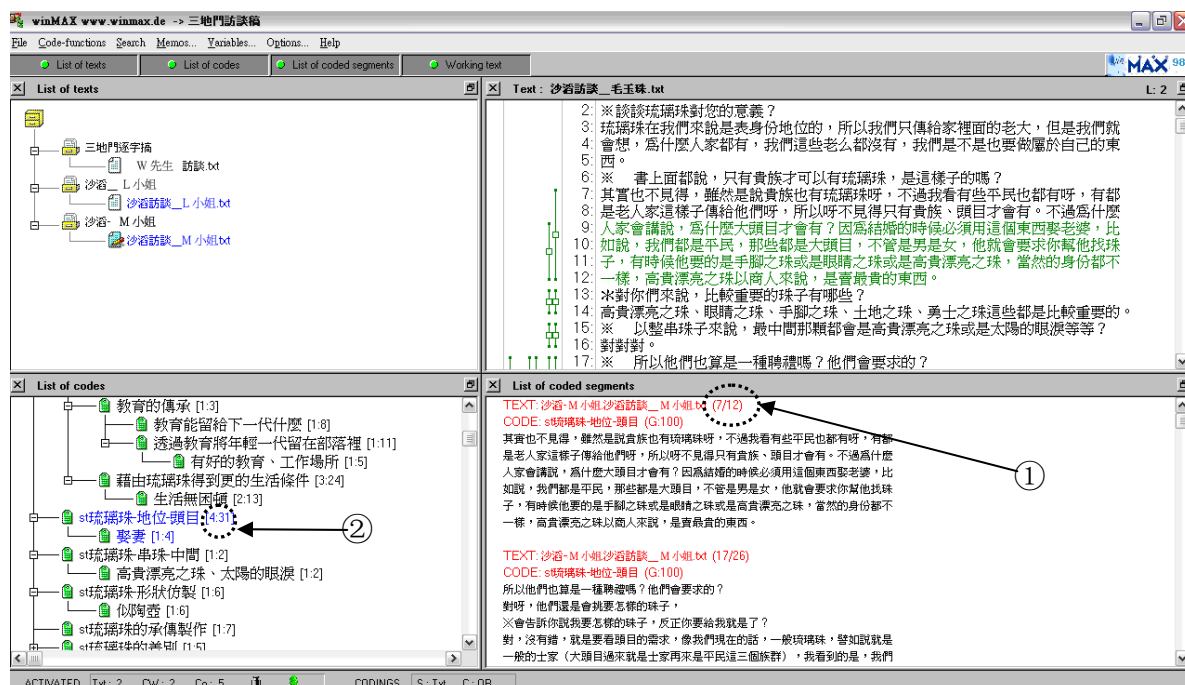 winMAX www.winmax.de -> 三地門訪談稿
File Code-functions Search Memos... Variables... Options... Help
List of texts List of codes List of coded segments Working text
MAX 98
List of texts
三地門逐字搞
W 先生 訪談.txt
沙滔__ L 小姐
沙滔訪談__L 小姐.txt
沙滔- M 小姐
沙滔訪談__M 小姐.txt
Text : 沙滔訪談__毛玉珠.txt L: 2
2: ※談談琉璃珠對您的意義？
3: 琉璃珠在我們來說是表身份地位的，所以我們只傳給家裡面的老大，但是我們就
4: 會想，為什麼人家都有，我們這些老么都沒有，我們是不是也要做屬於自己的東
5: 西。
6: ※ 書上面都說，只有貴族才可以有琉璃珠，是這樣子的嗎？
7: 其實也不見得，雖然是說貴族也有琉璃珠呀，不過我看有些平民也都有呀，有都
8: 是老人家這樣子傳給他們呀，所以呀不見得只有貴族、頭目才會有。不過為什麼
9: 人家會講說，為什麼大頭目才會有？因為結婚的時候必須用這個東西娶老婆，比
10: 如說，我們都是平民，那些都是大頭目，不管是男是女，他就會要求你幫他找珠
11: 子，有時候他要的是手腳之珠或是眼睛之珠或是高貴漂亮之珠，當然的身份都不
12: 一樣，高貴漂亮之珠以商人來說，是賣最貴的東西。
13: ※對你們來說，比較重要的珠子有哪些？
14: 高貴漂亮之珠、眼睛之珠、手腳之珠、土地之珠、勇士之珠這些都是比較重要的。
15: ※ 以整串珠子來說，最中間那顆都會是高貴漂亮之珠或是太陽的眼淚等等？
16: 對對對。
17: ※ 所以他們也算是一種聘禮嗎？他們會要求的？
List of codes
教育的傳承 [1:3]
教育能留給下一代什麼 [1:8]
透過教育將年輕一代留在部落裡 [1:11]
有好的教育、工作場所 [1:5]
藉由琉璃珠得到更的生活條件 [3:24]
生活無困頓 [2:13]
st琉璃珠-地位-頭目 [4:31]
娶妻 [1:4]
st琉璃珠-串珠-中間 [1:2]
高貴漂亮之珠、太陽的眼淚 [1:2]
st琉璃珠-形狀仿製 [1:6]
似陶壺 [1:6]
st琉璃珠的承傳製作 [1:7]
st琉璃珠的差別 [1:5]
②
List of coded segments
TEXT: 沙滔-M 小姐沙滔訪談__M 小姐.txt (7/12)
CODE: st琉璃珠-地位-頭目 (G:100)
其實也不見得，雖然是說貴族也有琉璃珠呀，不過我看有些平民也都有呀，有都
是老人家這樣子傳給他們呀，所以呀不見得只有貴族、頭目才會有。不過為什麼
人家會講說，為什麼大頭目才會有？因為結婚的時候必須用這個東西娶老婆，比
如說，我們都是平民，那些都是大頭目，不管是男是女，他就會要求你幫他找珠
子，有時候他要的是手腳之珠或是眼睛之珠或是高貴漂亮之珠，當然的身份都不
一樣，高貴漂亮之珠以商人來說，是賣最貴的東西。
①
TEXT: 沙滔-M 小姐沙滔訪談__M 小姐.txt (17/26)
CODE: st琉璃珠-地位-頭目 (G:100)
所以他們也算是一種聘禮嗎？他們會要求的？
對呀，他們還是會挑要怎樣的珠子，
※會告訴你說我要怎樣的珠子，反正你要給我就是了？
對，沒有錯，就是要看頭目的需求，像我們現在的話，一般琉璃珠，譬如說就是
一般的士家（大頭目過來就是士家再來是平民這三個族群），我看到的是，我們
ACTIVATED Txt: 2 CW: 2 Co: 5 CODINGS S: Txt C: OR